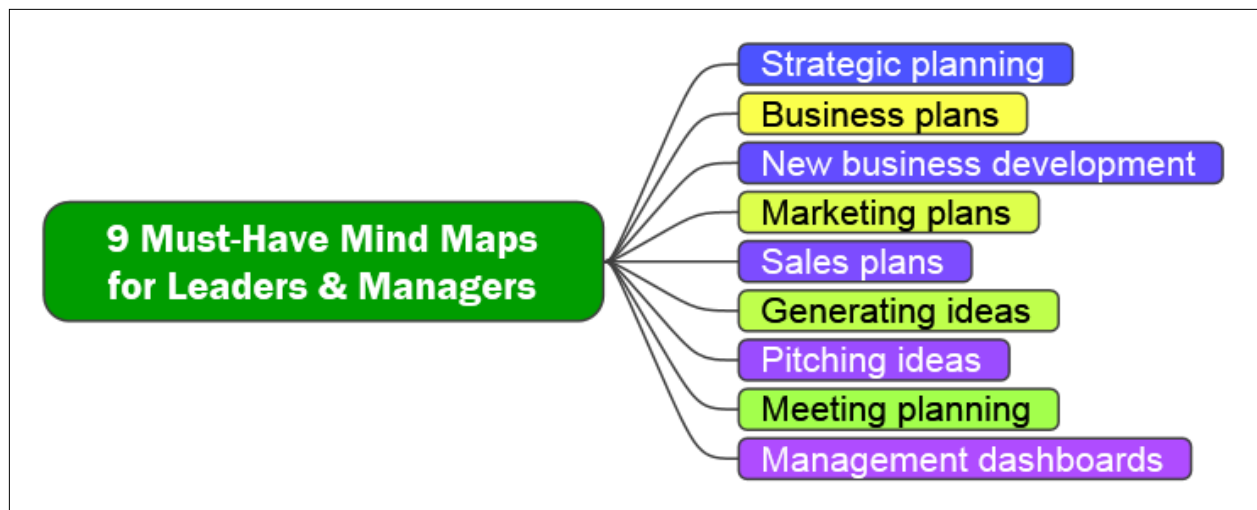 9 Must-Have Mind Maps
for Leaders & Managers
Strategic planning
Business plans
New business development
Marketing plans
Sales plans
Generating ideas
Pitching ideas
Meeting planning
Management dashboards